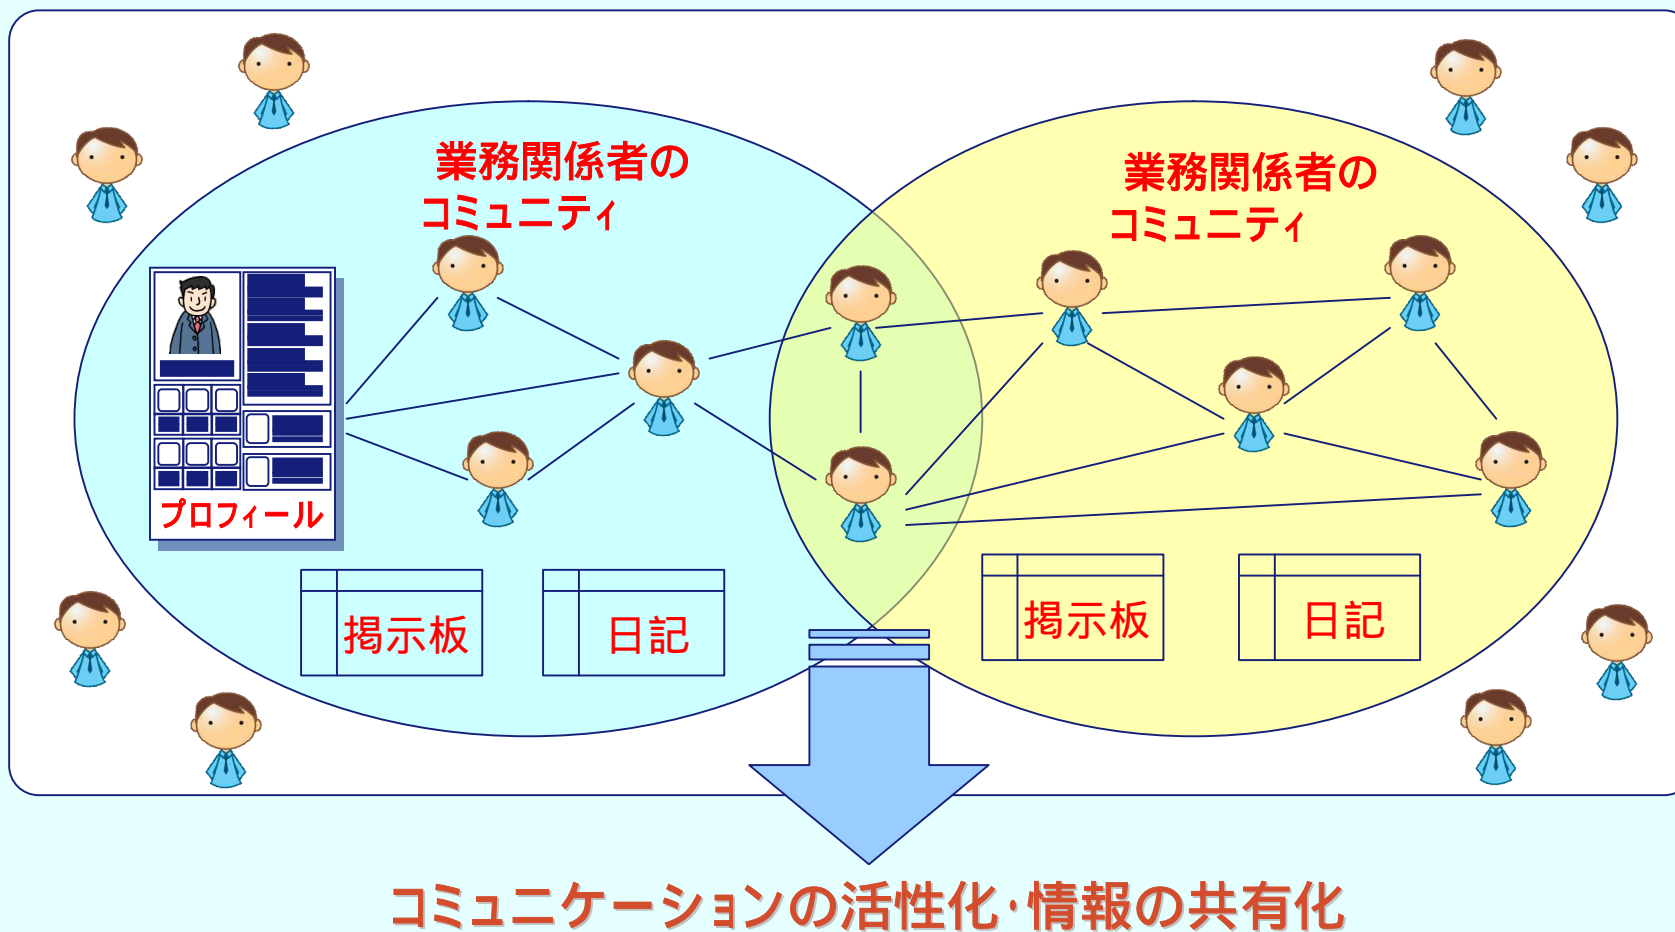 業務関係者の
コミュニティ
業務関係者の
コミュニティ
プロフィール
掲示板
日記
掲示板
日記
コミュニケーションの活性化・情報の共有化